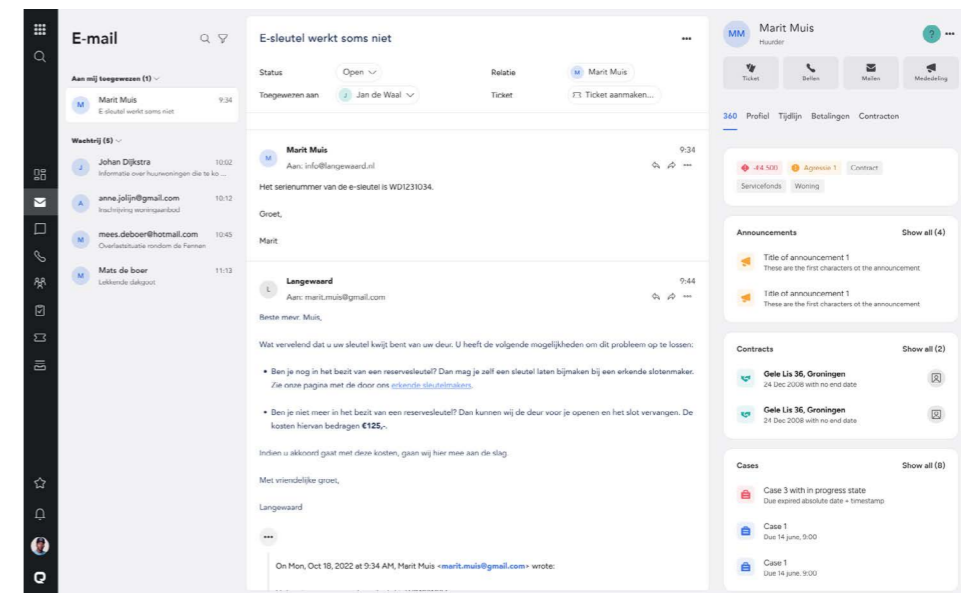 E-mail
Aan mij toegewezen (1)
M
Marit Muis
9:34
E-sleutel werkt soms niet
Wachtrij (5)
J
Johan Dijkstra
10:02
Informatie over huurwoningen die te ko ...
A
anne.jolijn@gmail.com
10:12
Inschrijving woningaanbod
M
mees.deboer@hotmail.com
10:45
Overlastsituatie rondom de Fennen
M
Mats de boer
11:13
Lekkende dakgoot
E-sleutel werkt soms niet
Status
Open
Relatie
M Marit Muis
Toegewezen aan
J Jan de Waal
Ticket
Ticket aanmaken...
M
Marit Muis
9:34
Aan: info@langewaard.nl
Het serienummer van de e-sleutel is WD1231034.
Groet,
Marit
L
Langewaard
9:44
Aan: marit.muis@gmail.com
Beste mevr. Muis,
Wat vervelend dat u uw sleutel kwijt bent van uw deur. U heeft de volgende mogelijkheden om dit probleem op te lossen:
• Ben je nog in het bezit van een reservesleutel? Dan mag je zelf een sleutel laten bijmaken bij een erkende slotenmaker.
Zie onze pagina met de door ons erkende sleutelmakers.
• Ben je niet meer in het bezit van een reservesleutel? Dan kunnen wij de deur voor je openen en het slot vervangen. De
kosten hiervan bedragen €125,-.
Indien u akkoord gaat met deze kosten, gaan wij hier mee aan de slag.
Met vriendelijke groet,
Langewaard
On Mon, Oct 18, 2022 at 9:34 AM, Marit Muis <marit.muis@gmail.com> wrote:
MM
Marit Muis
Huurder
?
Ticket
Bellen
Mailen
Mededeling
360 Profiel Tijdlijn Betalingen Contracten
-€4.500
Agressie 1
Contract
Servicefonds
Woning
Announcements
Show all (4)
Title of announcement 1
These are the first characters ot the announcement
Title of announcement 1
These are the first characters ot the announcement
Contracts
Show all (2)
Gele Lis 36, Groningen
24 Dec 2008 with no end date
Gele Lis 36, Groningen
24 Dec 2008 with no end date
Cases
Show all (8)
Case 3 with in progress state
Due expired absolute date + timestamp
Case 1
Due 14 june, 9:00
Case 1
Due 14 june, 9:00